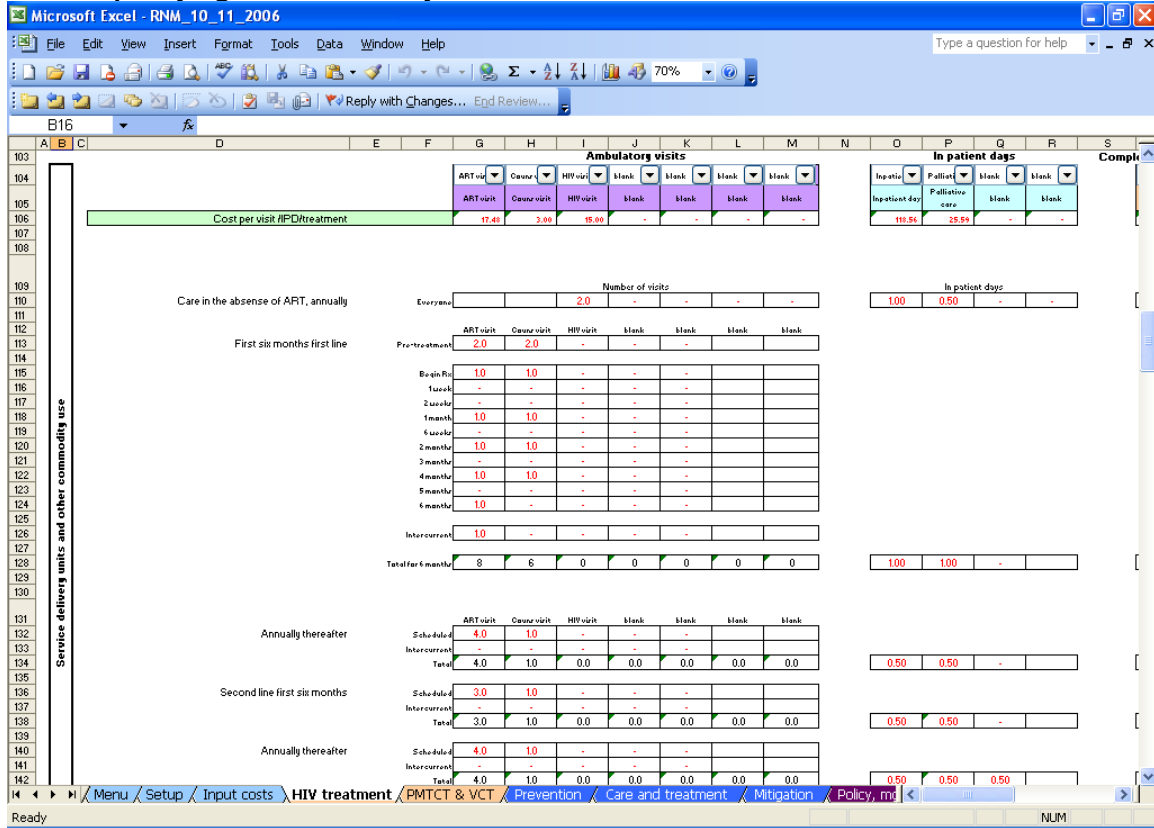 Microsoft Excel - RNM_10_11_2006
File Edit View Insert Format Tools Data Window Help Type a question for help
70%
Reply with Changes... End Review...
B16 fx
A B C D E F G H I J K L M N O P Q R S
103 Ambulatory visits In patient days
104 blank blank blank blank blank blank
105 ART visit Couns visit HIV visit blank blank blank blank Inpatient day Palliative care blank blank
106 Cost per visit /IPD/treatment 17.48 3.00 15.00 - - - - 118.56 25.59 - -
107
108
109 Number of visits In patient days
110 Care in the absense of ART, annually Everyone 2.0 - - - - 1.00 0.50 - -
111
112 ART visit Couns visit HIV visit blank blank blank blank
113 First six months first line Pre-treatment 2.0 2.0 - - -
114
115 Begin Rx 1.0 1.0 - - -
116 1 week - - - - -
117 2 weeks - - - - -
118 1 month 1.0 1.0 - - -
119 6 weeks - - - - -
120 2 months 1.0 1.0 - - -
121 3 months - - - - -
122 4 months 1.0 1.0 - - -
123 5 months - - - - -
124 6 months 1.0 - - - -
125
126 Intercurrent 1.0 - - - -
127
128 Total for 6 months 8 6 0 0 0 0 0 1.00 1.00 -
129
130
131 ART visit Couns visit HIV visit blank blank blank blank
132 Annually thereafter Scheduled 4.0 1.0 - - -
133 Intercurrent - - - - -
134 Total 4.0 1.0 0.0 0.0 0.0 0.0 0.0 0.50 0.50 -
135
136 Second line first six months Scheduled 3.0 1.0 - - -
137 Intercurrent - - - - -
138 Total 3.0 1.0 0.0 0.0 0.0 0.0 0.0 0.50 0.50 -
139
140 Annually thereafter Scheduled 4.0 1.0 - - -
141 Intercurrent - - - - -
142 Total 4.0 1.0 0.0 0.0 0.0 0.0 0.0 0.50 0.50 0.50
Service delivery units and other commodity use
Menu Setup Input costs HIV treatment PMTCT & VCT Prevention Care and treatment Mitigation Policy,
Ready NUM